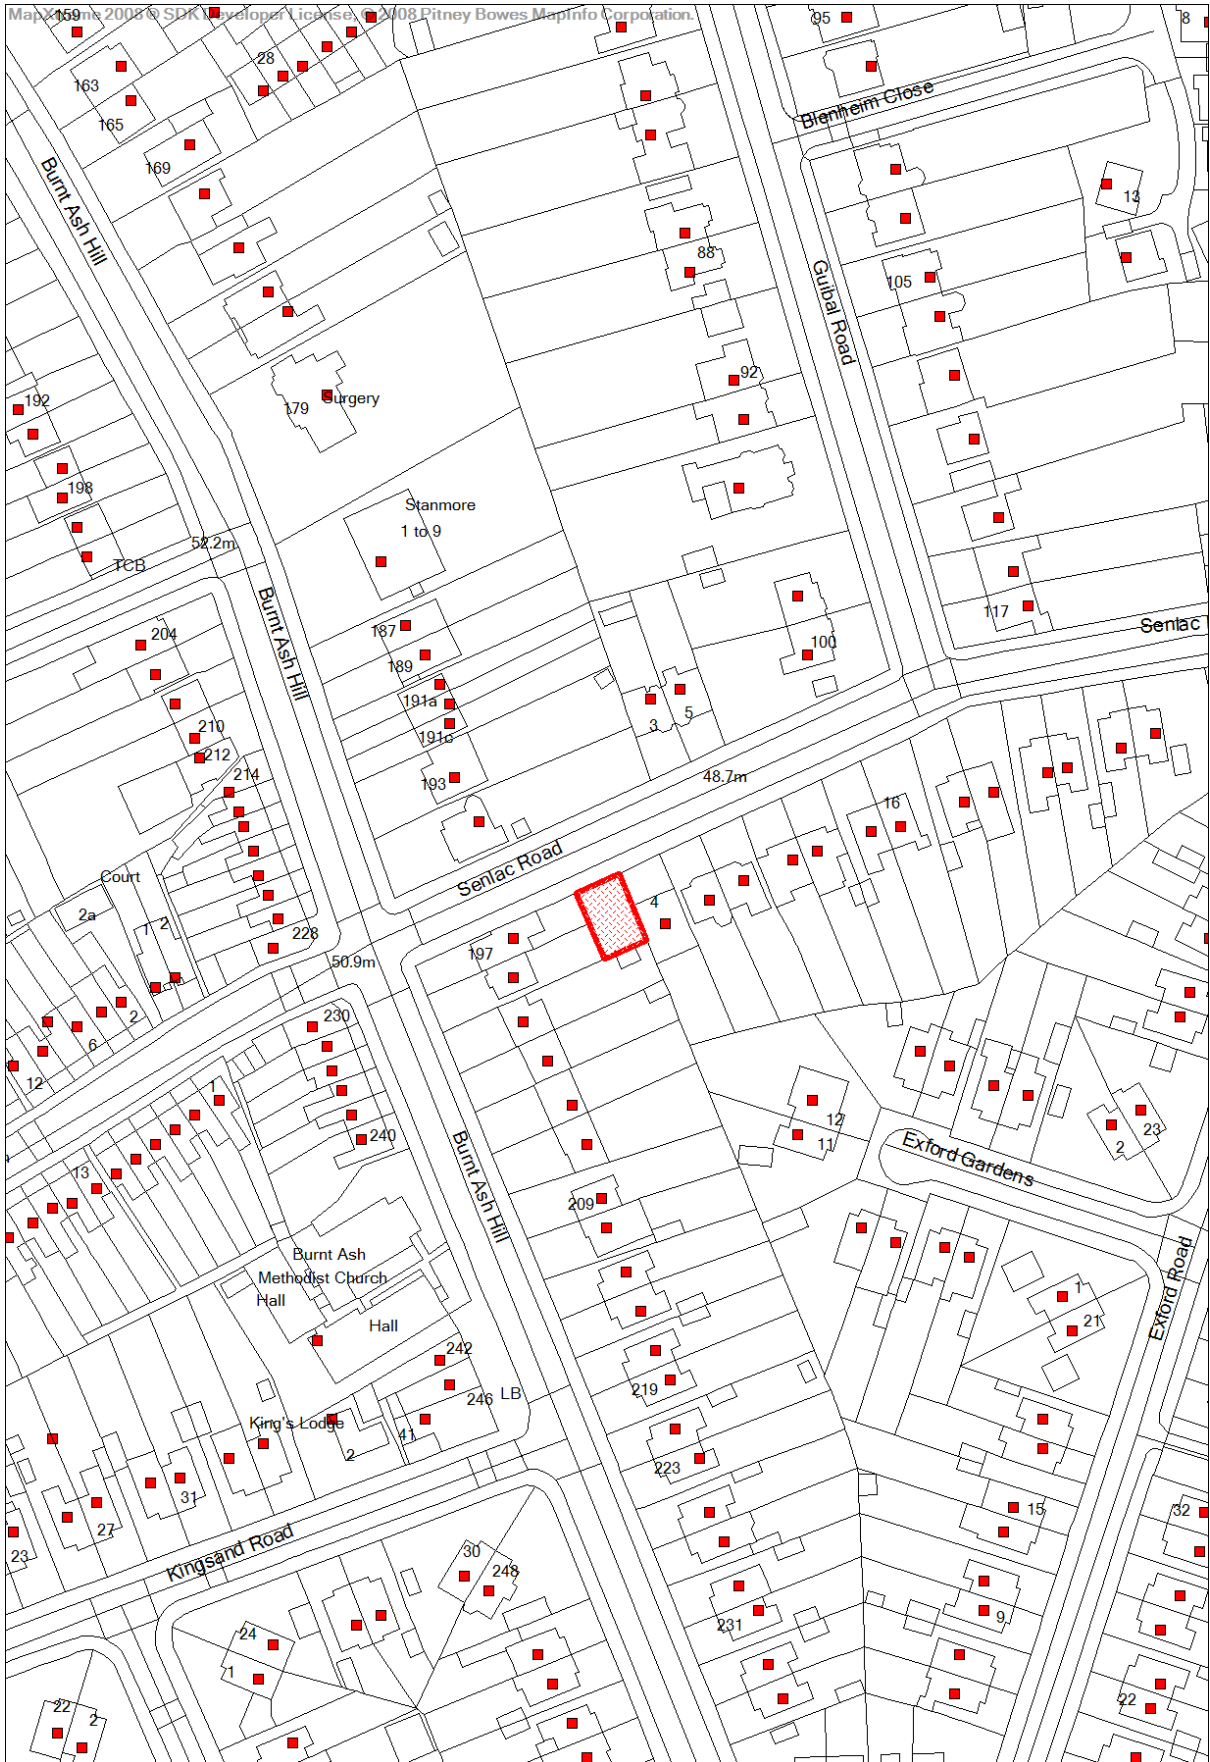 MapXtreme 2008 ® SDK Developer License. © 2008 Pitney Bowes MapInfo Corporation.
159
28
95
8
163
165
Blenheim Close
169
Burnt Ash Hill
13
88
Guibal Road
105
92
192
179
Surgery
198
Stanmore
1 to 9
52.2m
TCB
Burnt Ash Hill
117
Senlac
204
187
189
100
191a
3
5
210
191c
212
214
193
48.7m
16
Senlac Road
Court
2a
1
2
4
228
197
50.9m
2
230
6
12
1
12
23
240
11
2
Exford Gardens
13
Burnt Ash Hill
209
Burnt Ash
Methodist Church
Hall
Exford Road
1
Hall
21
242
219
246
LB
King's Lodge
41
2
223
31
15
32
27
23
Kingsand Road
30
248
231
9
24
1
22
22
2